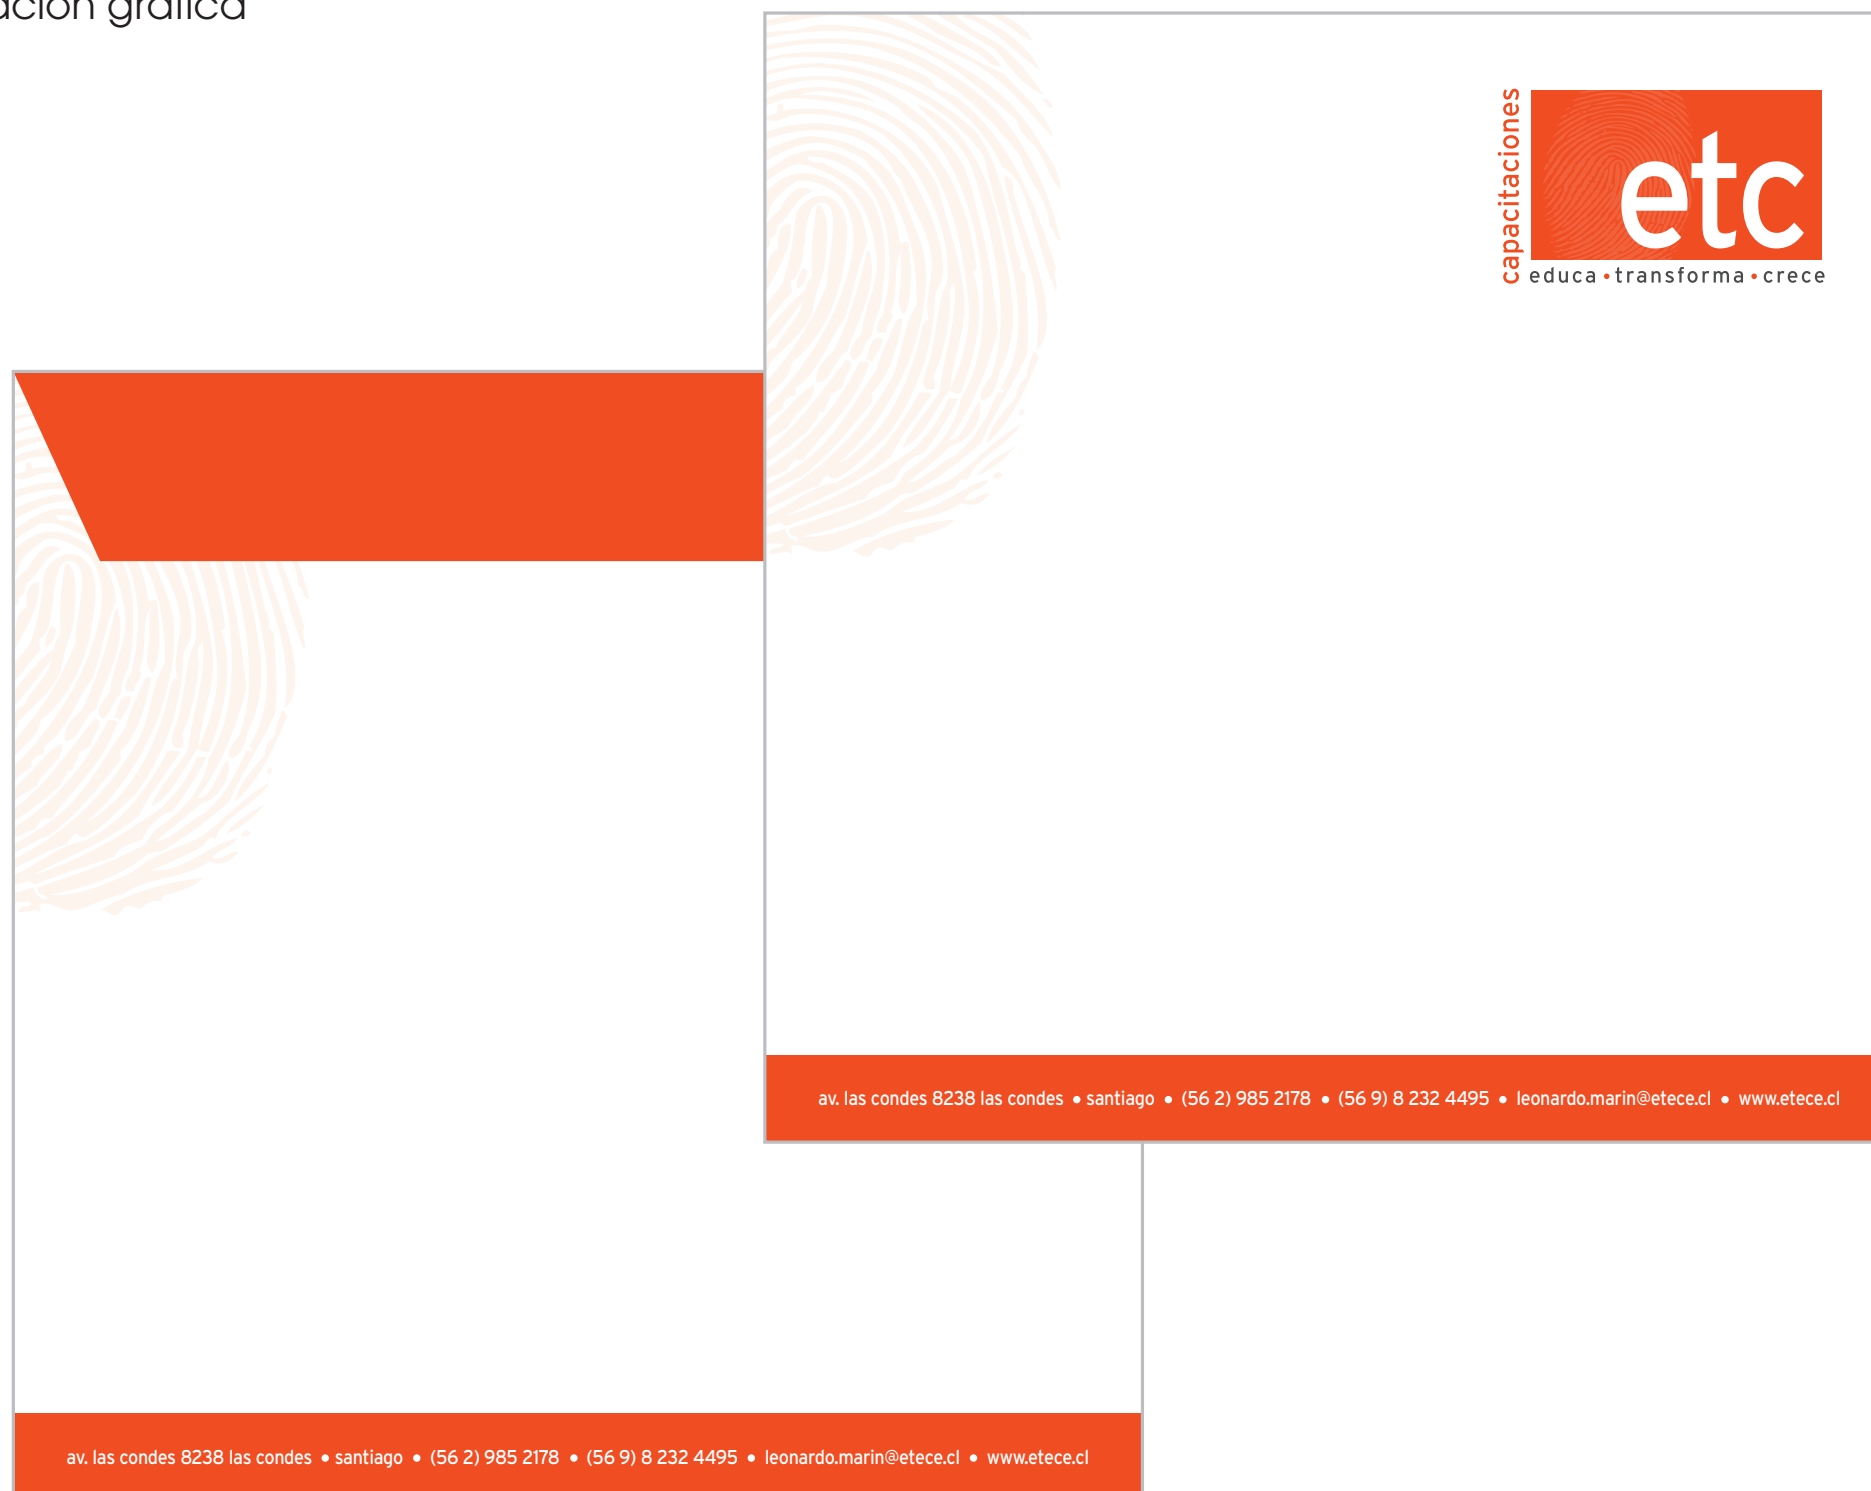 gráfica
capacitaciones
etc
educa • transforma • crece
av. las condes 8238 las condes • santiago • (56 2) 985 2178 • (56 9) 8 232 4495 • leonardo.marin@etece.cl • www.etece.cl
av. las condes 8238 las condes • santiago • (56 2) 985 2178 • (56 9) 8 232 4495 • leonardo.marin@etece.cl • www.etece.cl